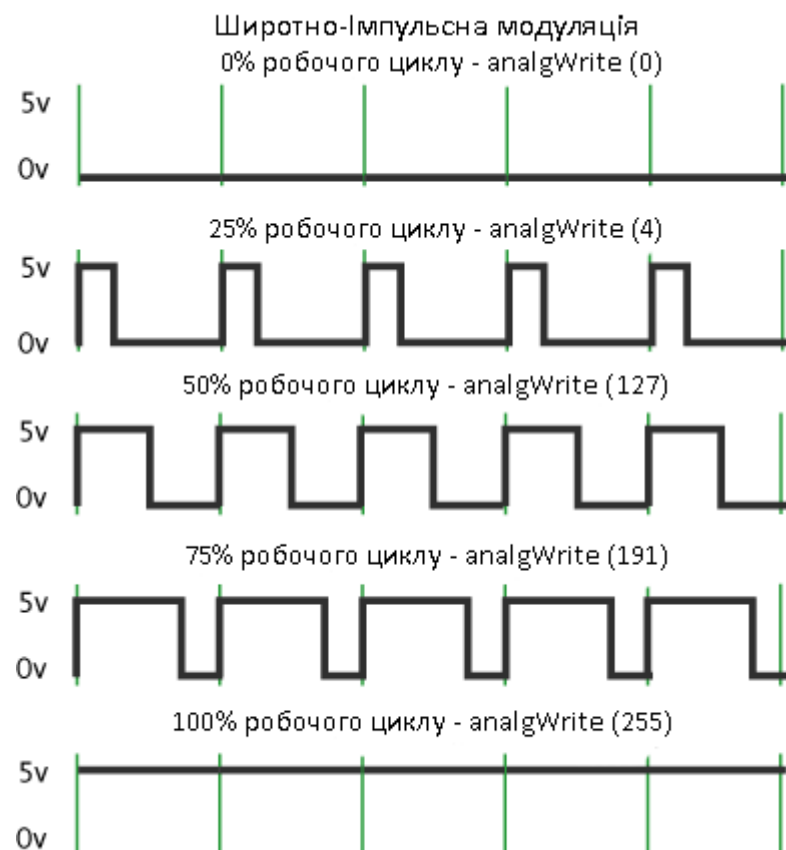 Широтно-Імпульсна модуляція
0% робочого циклу - analgWrite (0)
5v
0v
25% робочого циклу - analgWrite (4)
5v
0v
50% робочого циклу - analgWrite (127)
5v
0v
75% робочого циклу - analgWrite (191)
5v
0v
100% робочого циклу - analgWrite (255)
5v
0v